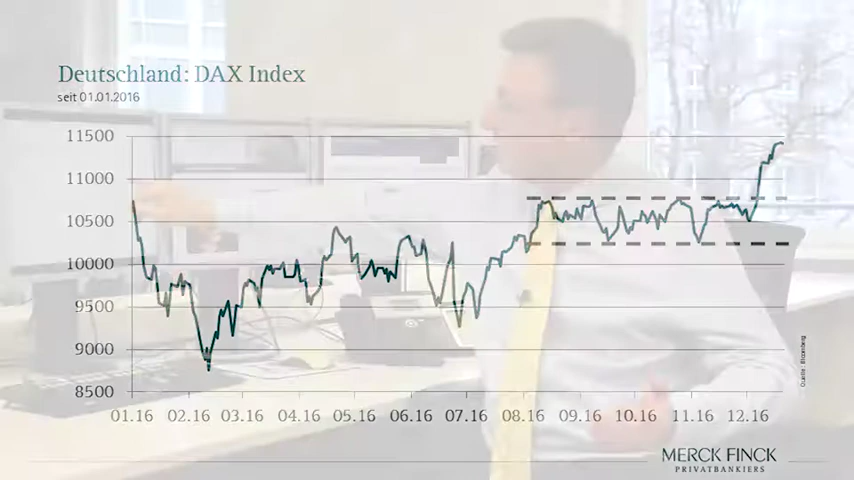 Deutschland: DAX Index
seit 01.01.2016
11500
11000
10500
10000
9500
9000
8500
01.16 02.16 03.16 04.16 05.16 06.16 07.16 08.16 09.16 10.16 11.16 12.16
Quelle: Bloomberg
MERCK FINCK
PRIVATBANKIERS